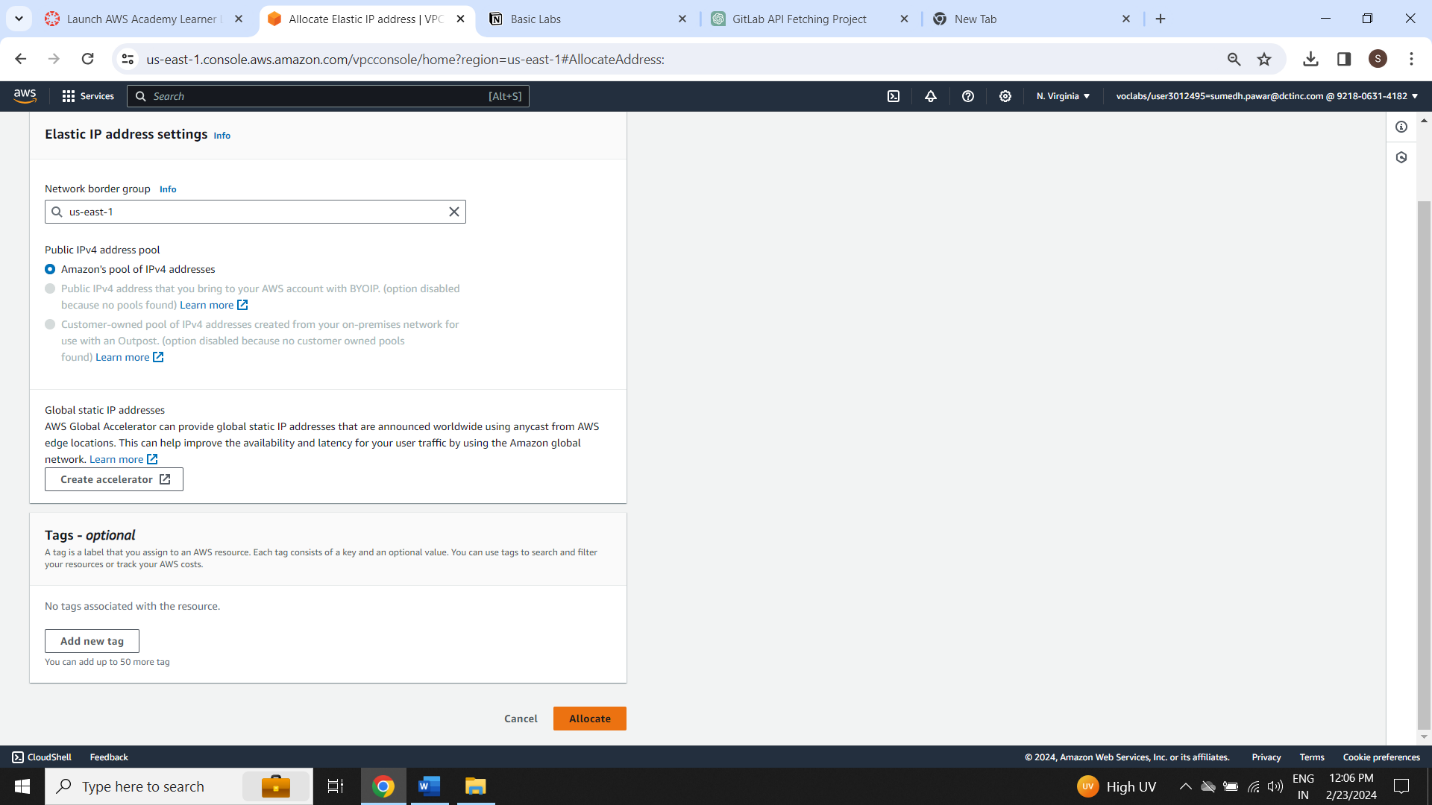 Launch AWS Academy Learner
Allocate Elastic IP address | VPC
Basic Labs
GitLab API Fetching Project
New Tab
us-east-1.console.aws.amazon.com/vpcconsole/home?region=us-east-1#AllocateAddress:
S
aws
Services
Search
[Alt+S]
N. Virginia
voclabs/user3012495=sumedh.pawar@dctinc.com @ 9218-0631-4182
Elastic IP address settings Info
Network border group Info
us-east-1
Public IPv4 address pool
Amazon's pool of IPv4 addresses
Public IPv4 address that you bring to your AWS account with BYOIP. (option disabled
because no pools found) Learn more
Customer-owned pool of IPv4 addresses created from your on-premises network for
use with an Outpost. (option disabled because no customer owned pools
found) Learn more
Global static IP addresses
AWS Global Accelerator can provide global static IP addresses that are announced worldwide using anycast from AWS
edge locations. This can help improve the availability and latency for your user traffic by using the Amazon global
network. Learn more
Create accelerator
Tags - optional
A tag is a label that you assign to an AWS resource. Each tag consists of a key and an optional value. You can use tags to search and filter
your resources or track your AWS costs.
No tags associated with the resource.
Add new tag
You can add up to 50 more tag
Cancel
Allocate
CloudShell
Feedback
© 2024, Amazon Web Services, Inc. or its affiliates.
Privacy
Terms
Cookie preferences
Type here to search
UV
High UV
ENG
IN
12:06 PM
2/23/2024